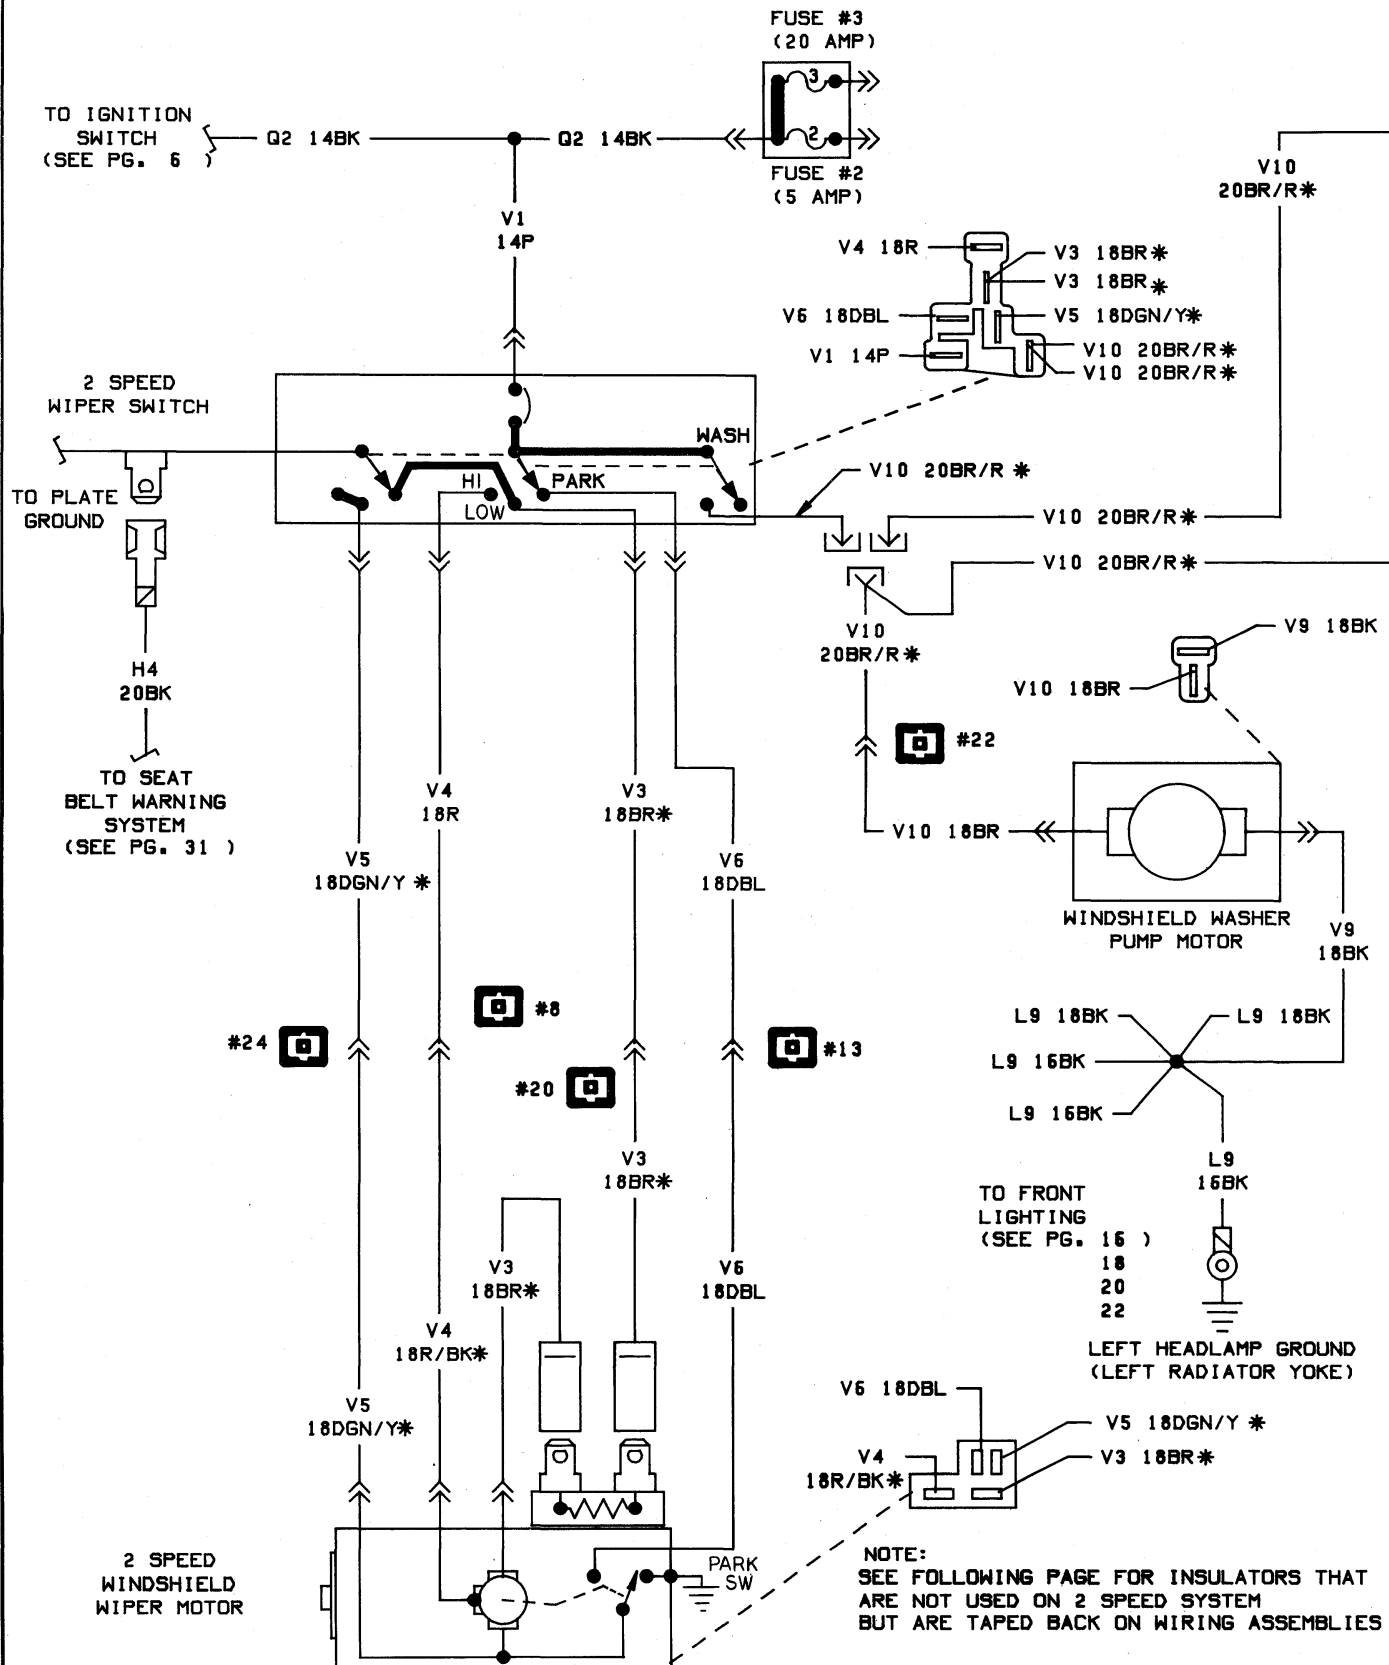 FUSE #3
(20 AMP)
3
TO IGNITION
SWITCH
(SEE PG. 6 )
Q2 14BK
Q2 14BK
2
FUSE #2
(5 AMP)
V10
20BR/R*
V1
14P
V4 18R
V3 18BR*
V3 18BR*
V6 18DBL
V5 18DGN/Y*
V1 14P
V10 20BR/R*
V10 20BR/R*
2 SPEED
WIPER SWITCH
WASH
HI
PARK
LOW
V10 20BR/R *
TO PLATE
GROUND
V10 20BR/R*
V10 20BR/R*
V10
20BR/R*
H4
20BK
V9 18BK
V10 18BR
#22
TO SEAT
BELT WARNING
SYSTEM
(SEE PG. 31 )
V4
18R
V3
18BR*
V10 18BR
V5
18DGN/Y *
V6
18DBL
WINDSHIELD WASHER
PUMP MOTOR
V9
18BK
#8
#24
#13
#20
L9 18BK
L9 18BK
L9 16BK
L9 16BK
V3
18BR*
L9
16BK
TO FRONT
LIGHTING
(SEE PG. 16 )
18
20
22
V3
18BR*
V6
18DBL
V4
18R/BK*
LEFT HEADLAMP GROUND
(LEFT RADIATOR YOKE)
V5
18DGN/Y*
V6 18DBL
V5 18DGN/Y *
V4
18R/BK*
V3 18BR*
2 SPEED
WINDSHIELD
WIPER MOTOR
PARK
SW
NOTE:
SEE FOLLOWING PAGE FOR INSULATORS THAT
ARE NOT USED ON 2 SPEED SYSTEM
BUT ARE TAPED BACK ON WIRING ASSEMBLIES